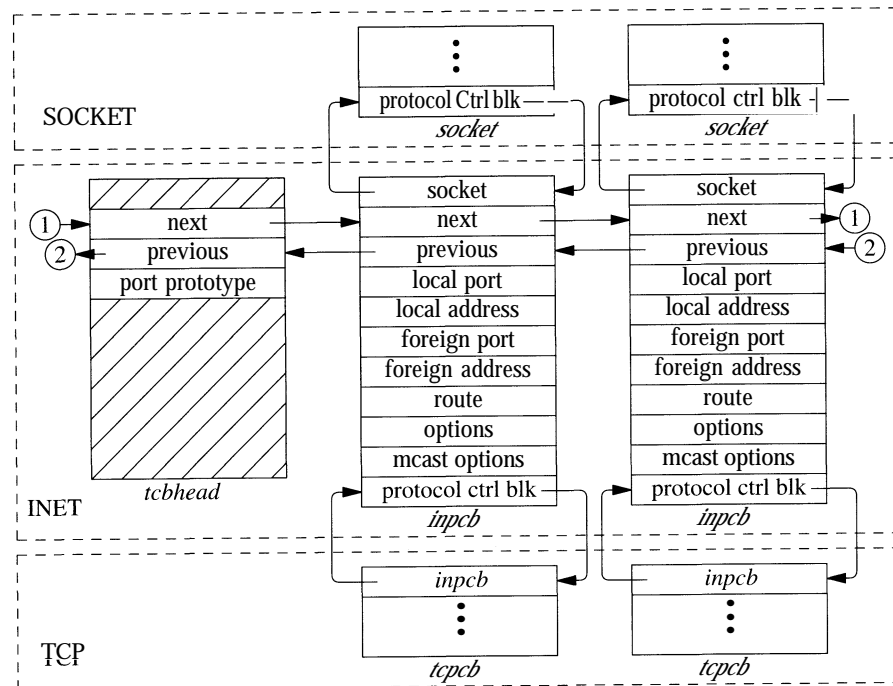 protocol Ctrl blk
socket
protocol ctrl blk
socket
SOCKET
1
next
2
previous
port prototype
tcbhead
socket
next
previous
local port
local address
foreign port
foreign address
route
options
mcast options
protocol ctrl blk
inpcb
socket
next
1
previous
2
local port
local address
foreign port
foreign address
route
options
mcast options
protocol ctrl blk
inpcb
INET
inpcb
tcpcb
inpcb
tcpcb
TCP